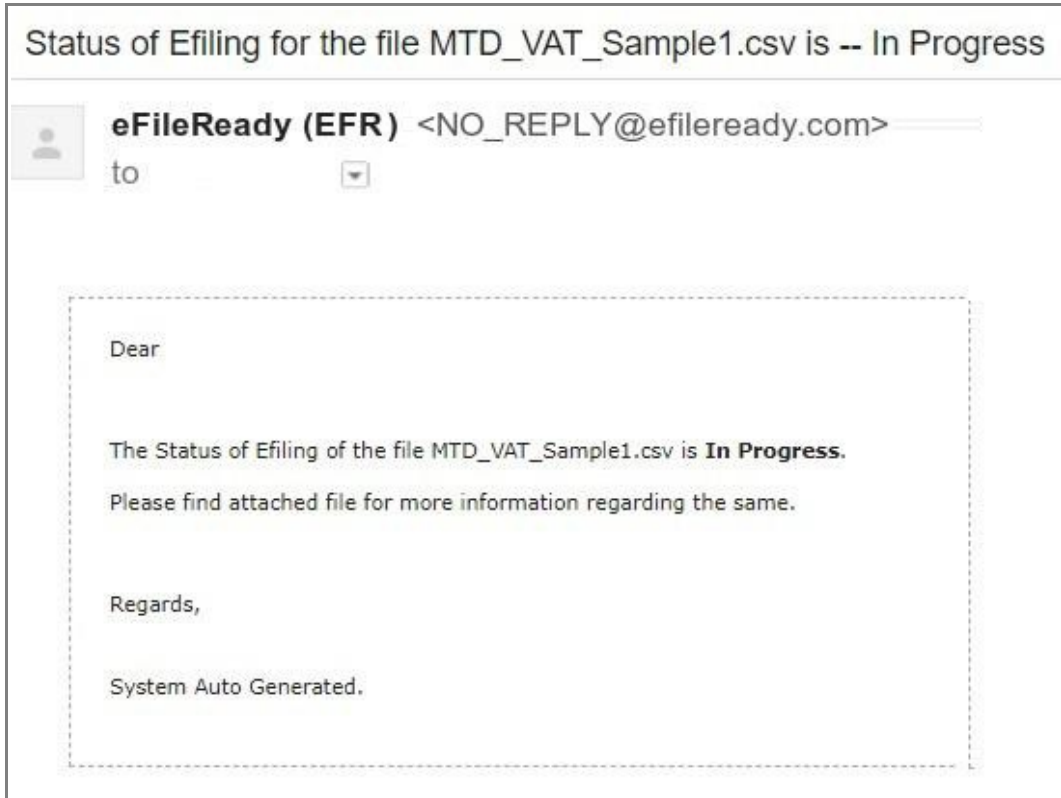 Status of Efiling for the file MTD_VAT_Sample1.csv is -- In Progress
eFileReady (EFR) <NO_REPLY@efileready.com>
to
Dear
The Status of Efiling of the file MTD_VAT_Sample1.csv is In Progress.
Please find attached file for more information regarding the same.
Regards,
System Auto Generated.